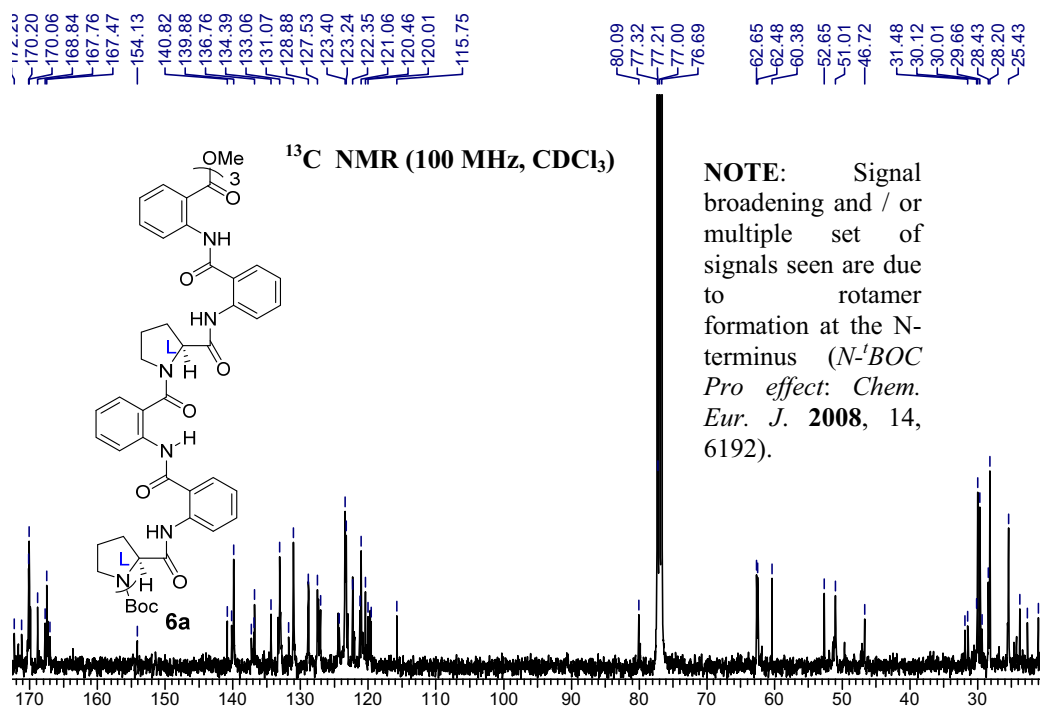 172.20
170.20
170.06
168.84
167.76
167.47
154.13
140.82
139.88
136.76
134.39
133.06
131.07
128.88
127.53
123.40
123.24
122.35
121.06
120.46
120.01
115.75
80.09
77.32
77.21
77.00
76.69
62.65
62.48
60.38
52.65
51.01
46.72
31.48
30.12
30.01
29.66
28.43
28.20
25.43
¹³C NMR (100 MHz, CDCl₃)
NOTE: Signal
broadening and / or
multiple set of
signals seen are due
to rotamer
formation at the N-
terminus (N-ᵗBOC
Pro effect: Chem.
Eur. J. 2008, 14,
6192).
OMe
3
O
NH
O
HN
L
H
O
N
O
N
H
O
HN
L
H
O
N
Boc
6a
170 160 150 140 130 120 110 100 90 80 70 60 50 40 30